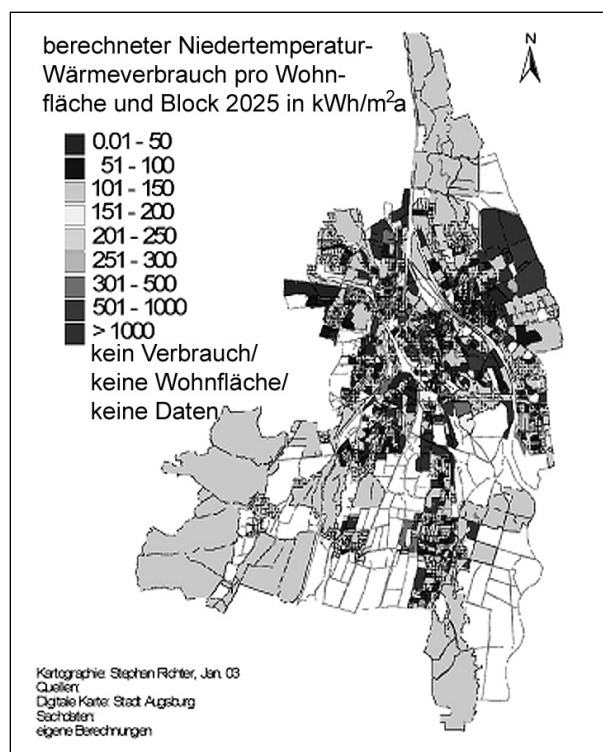 berechneter Niedertemperatur-
Wärmeverbrauch pro Wohn-
fläche und Block 2025 in kWh/m²a
N
0.01 - 50
51 - 100
101 - 150
151 - 200
201 - 250
251 - 300
301 - 500
501 - 1000
> 1000
kein Verbrauch/
keine Wohnfläche/
keine Daten
Kartographie: Stephan Richter, Jan. 03
Quellen:
Digitale Karte: Stadt Augsburg
Sachdaten:
eigene Berechnungen